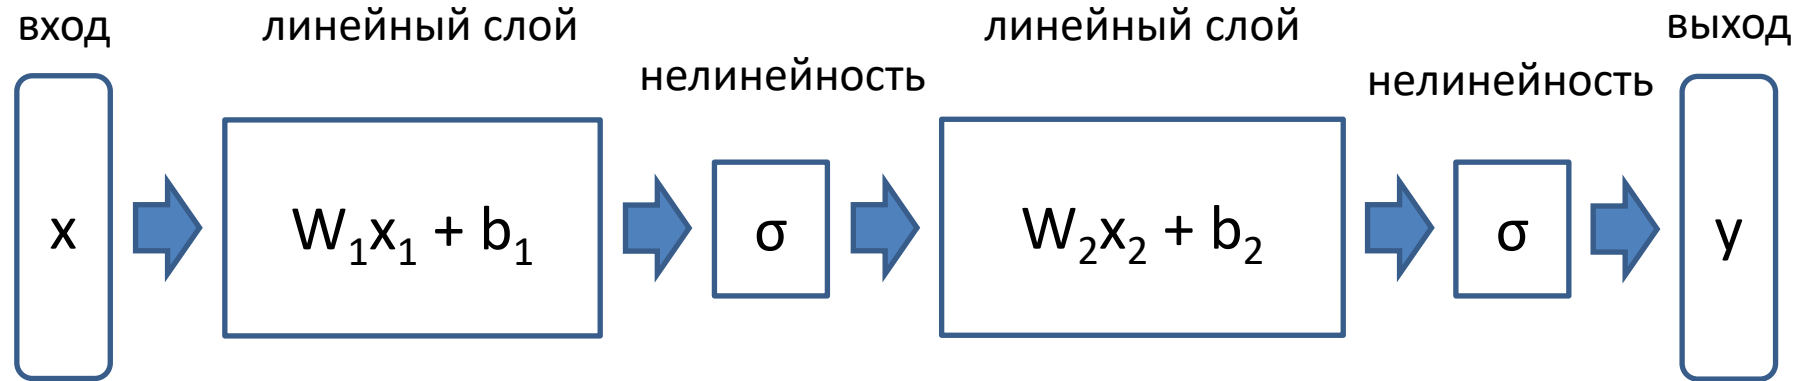 вход
линейный слой
линейный слой
выход
нелинейность
нелинейность
x
W₁x₁ + b₁
σ
W₂x₂ + b₂
σ
y